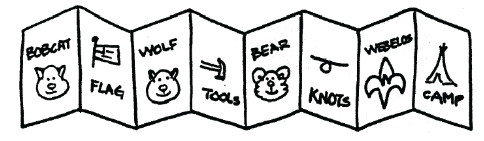 BOBCAT
FLAG
WOLF
TOOLS
BEAR
KNOTS
WEBELOS
CAMP